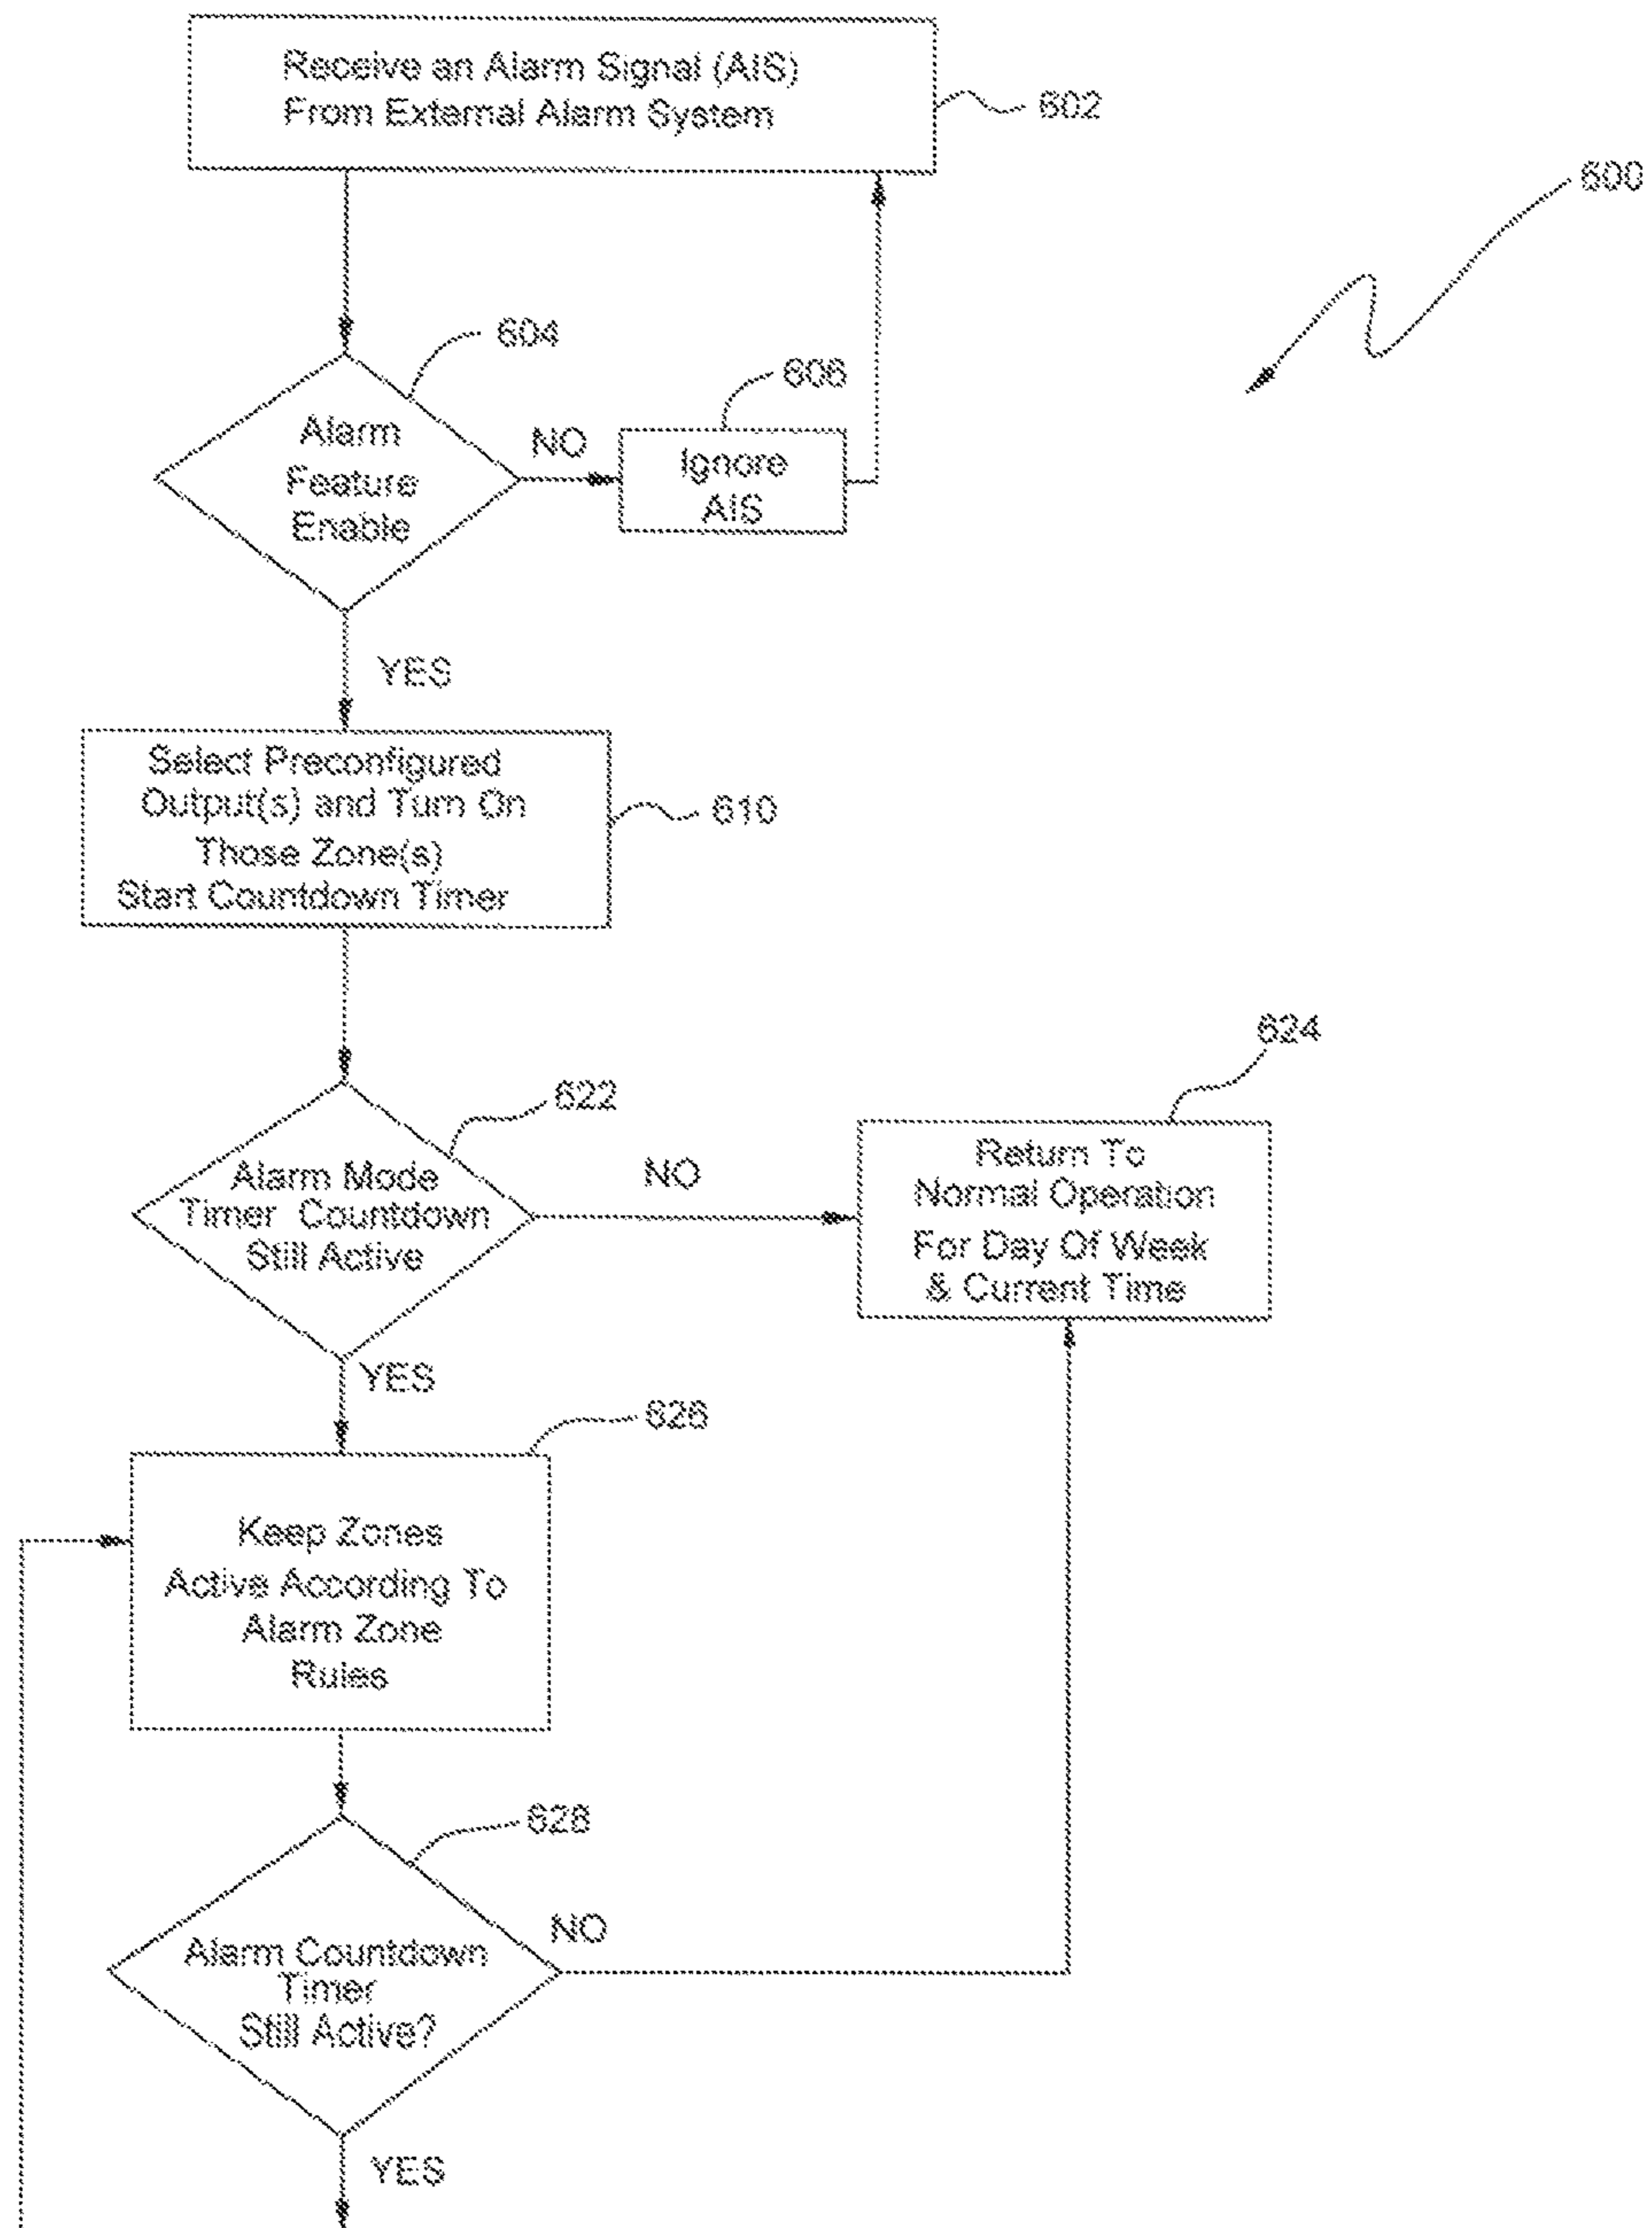 Receive an Alarm Signal (AIS)
From External Alarm System
602
600
604
Alarm
Feature
Enable
NO
606
Ignore
AIS
YES
Select Preconfigured
Output(s) and Turn On
Those Zone(s)
Start Countdown Timer
610
622
Alarm Mode
Timer Countdown
Still Active
NO
624
Return To
Normal Operation
For Day Of Week
& Current Time
YES
626
Keep Zones
Active According To
Alarm Zone
Rules
628
Alarm Countdown
Timer
Still Active?
NO
YES